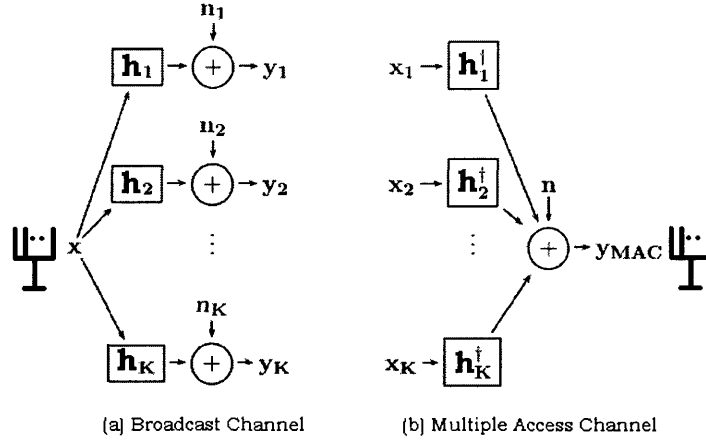 n₁
h₁ + y₁
n₂
h₂ + y₂
x
nK
hK + yK
(a) Broadcast Channel
x₁ h₁†
x₂ h₂†
n
+ yMAC
xK hK†
(b) Multiple Access Channel